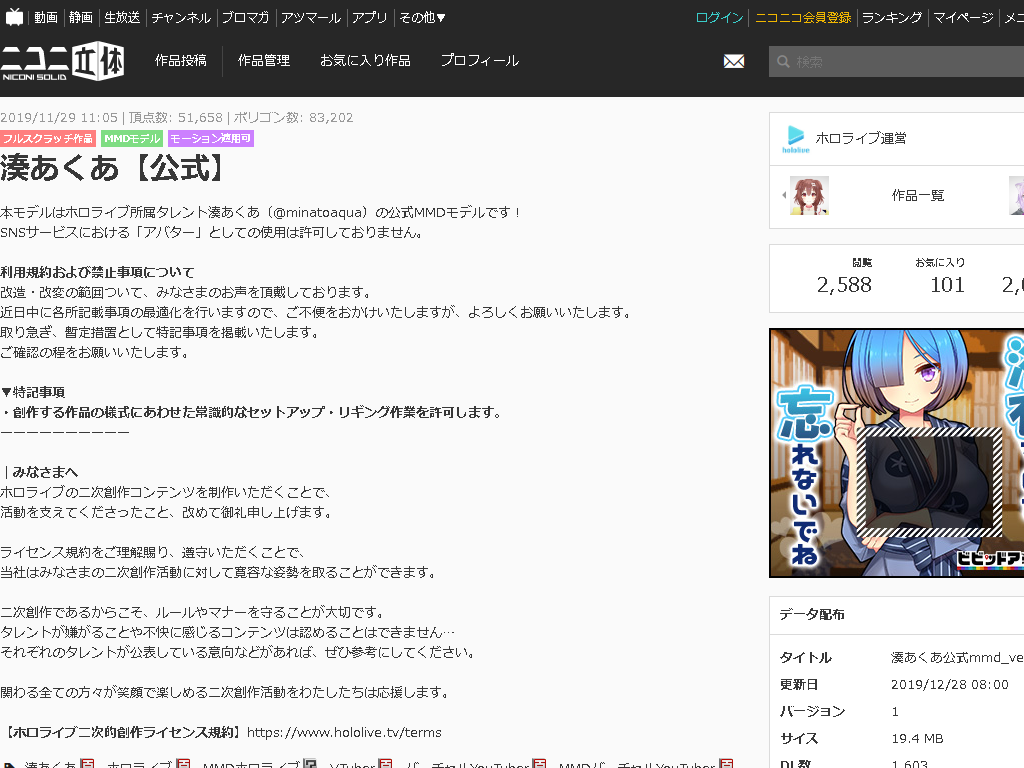 動画 静画 生放送 チャンネル ブロマガ アツマール アプリ その他▼ ログイン ニコニコ会員登録 ランキング マイページ メニ
ニコニ立体 NICONI SOLID
作品投稿 作品管理 お気に入り作品 プロフィール 検索
2019/11/29 11:05 | 頂点数: 51,658 | ポリゴン数: 83,202
フルスクラッチ作品 MMDモデル モーション適用可
湊あくあ【公式】
本モデルはホロライブ所属タレント湊あくあ（@minatoaqua）の公式MMDモデルです！
SNSサービスにおける「アバター」としての使用は許可しておりません。
利用規約および禁止事項について
改造・改変の範囲ついて、みなさまのお声を頂戴しております。
近日中に各所記載事項の最適化を行いますので、ご不便をおかけいたしますが、よろしくお願いいたします。
取り急ぎ、暫定措置として特記事項を掲載いたします。
ご確認の程をお願いいたします。
▼特記事項
・創作する作品の様式にあわせた常識的なセットアップ・リギング作業を許可します。
ーーーーーーーーーー
｜みなさまへ
ホロライブの二次創作コンテンツを制作いただくことで、
活動を支えてくださったこと、改めて御礼申し上げます。
ライセンス規約をご理解賜り、遵守いただくことで、
当社はみなさまの二次創作活動に対して寛容な姿勢を取ることができます。
二次創作であるからこそ、ルールやマナーを守ることが大切です。
タレントが嫌がることや不快に感じるコンテンツは認めることはできません…
それぞれのタレントが公表している意向などがあれば、ぜひ参考にしてください。
関わる全ての方々が笑顔で楽しめる二次創作活動をわたしたちは応援します。
【ホロライブ二次的創作ライセンス規約】https://www.hololive.tv/terms
湊あくあ ホロライブ MMDホロライブ VTuber バーチャルYouTuber MMDバーチャルYouTuber
hololive ホロライブ運営
作品一覧
閲覧 お気に入り
2,588 101 2,0
忘れないでね
ビビッドア
データ配布
タイトル 湊あくあ公式mmd_ve
更新日 2019/12/28 08:00
バージョン 1
サイズ 19.4 MB
DL数 1,603